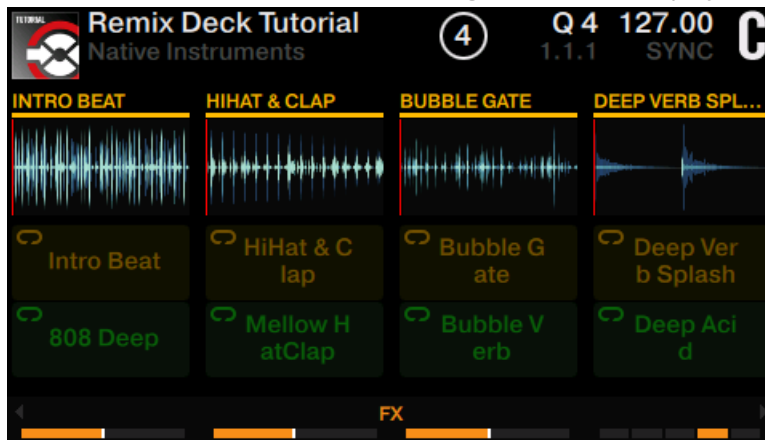 TUTORIAL
Remix Deck Tutorial
Native Instruments
4
Q 4
127.00
1.1.1
SYNC
C
INTRO BEAT
HIHAT & CLAP
BUBBLE GATE
DEEP VERB SPL...
Intro Beat
HiHat & C
lap
Bubble G
ate
Deep Ver
b Splash
808 Deep
Mellow H
atClap
Bubble V
erb
Deep Aci
d
FX